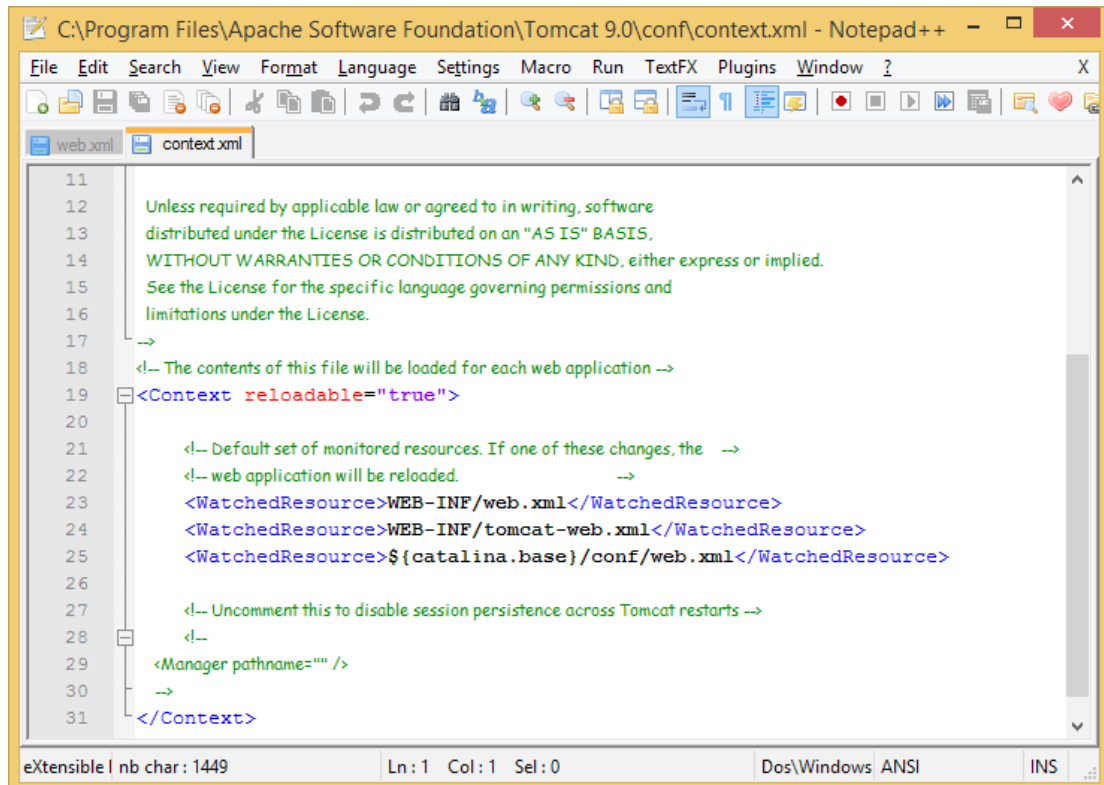 C:\Program Files\Apache Software Foundation\Tomcat 9.0\conf\context.xml - Notepad++
File Edit Search View Format Language Settings Macro Run TextFX Plugins Window ? X
web.xml context.xml
11
12 Unless required by applicable law or agreed to in writing, software
13 distributed under the License is distributed on an "AS IS" BASIS,
14 WITHOUT WARRANTIES OR CONDITIONS OF ANY KIND, either express or implied.
15 See the License for the specific language governing permissions and
16 limitations under the License.
17 -->
18 <!-- The contents of this file will be loaded for each web application -->
19 <Context reloadable="true">
20
21 <!-- Default set of monitored resources. If one of these changes, the -->
22 <!-- web application will be reloaded. -->
23 <WatchedResource>WEB-INF/web.xml</WatchedResource>
24 <WatchedResource>WEB-INF/tomcat-web.xml</WatchedResource>
25 <WatchedResource>${catalina.base}/conf/web.xml</WatchedResource>
26
27 <!-- Uncomment this to disable session persistence across Tomcat restarts -->
28 <!--
29 <Manager pathname="" />
30 -->
31 </Context>
eXtensible l nb char : 1449 Ln : 1 Col : 1 Sel : 0 Dos\Windows ANSI INS